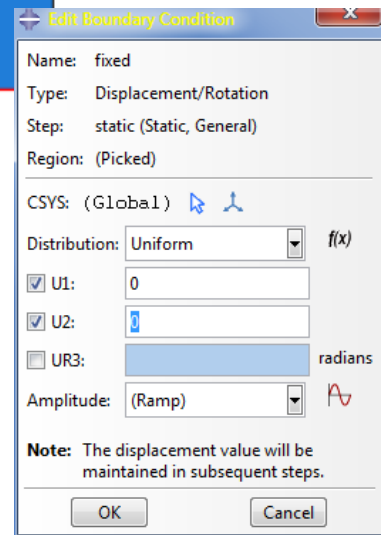 Edit Boundary Condition
Name: fixed
Type: Displacement/Rotation
Step: static (Static, General)
Region: (Picked)
CSYS: (Global)
Distribution: Uniform f(x)
U1: 0
U2: 0
UR3: radians
Amplitude: (Ramp)
Note: The displacement value will be
maintained in subsequent steps.
OK Cancel